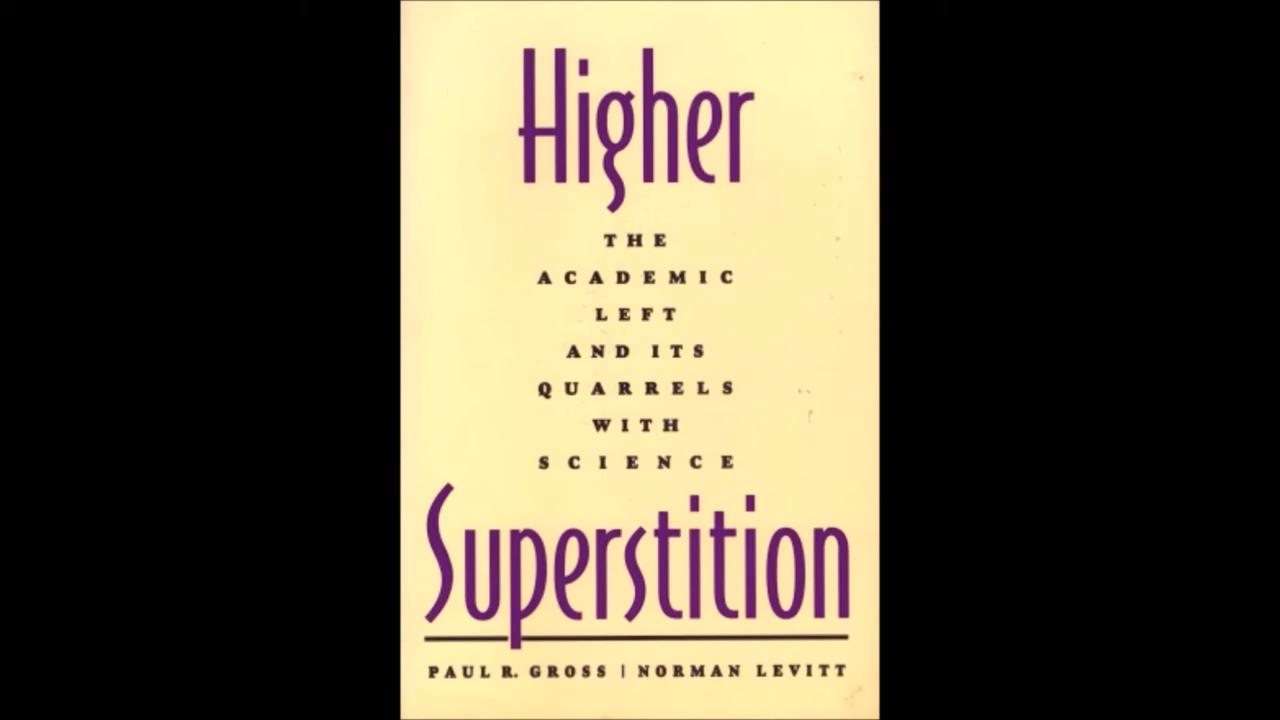 Higher
THE
ACADEMIC
LEFT
AND ITS
QUARRELS
WITH
SCIENCE
Superstition
PAUL R. GROSS | NORMAN LEVITT